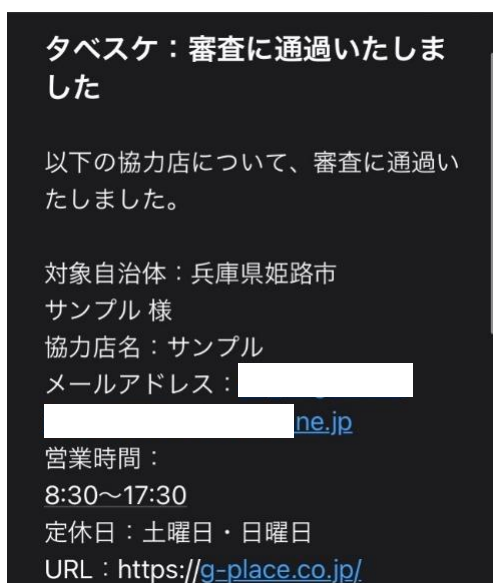 タベスケ：審査に通過いたしま
した
以下の協力店について、審査に通過い
たしました。
対象自治体：兵庫県姫路市
サンプル 様
協力店名：サンプル
メールアドレス：
ne.jp
営業時間：
8:30〜17:30
定休日：土曜日・日曜日
URL：https://g-place.co.jp/